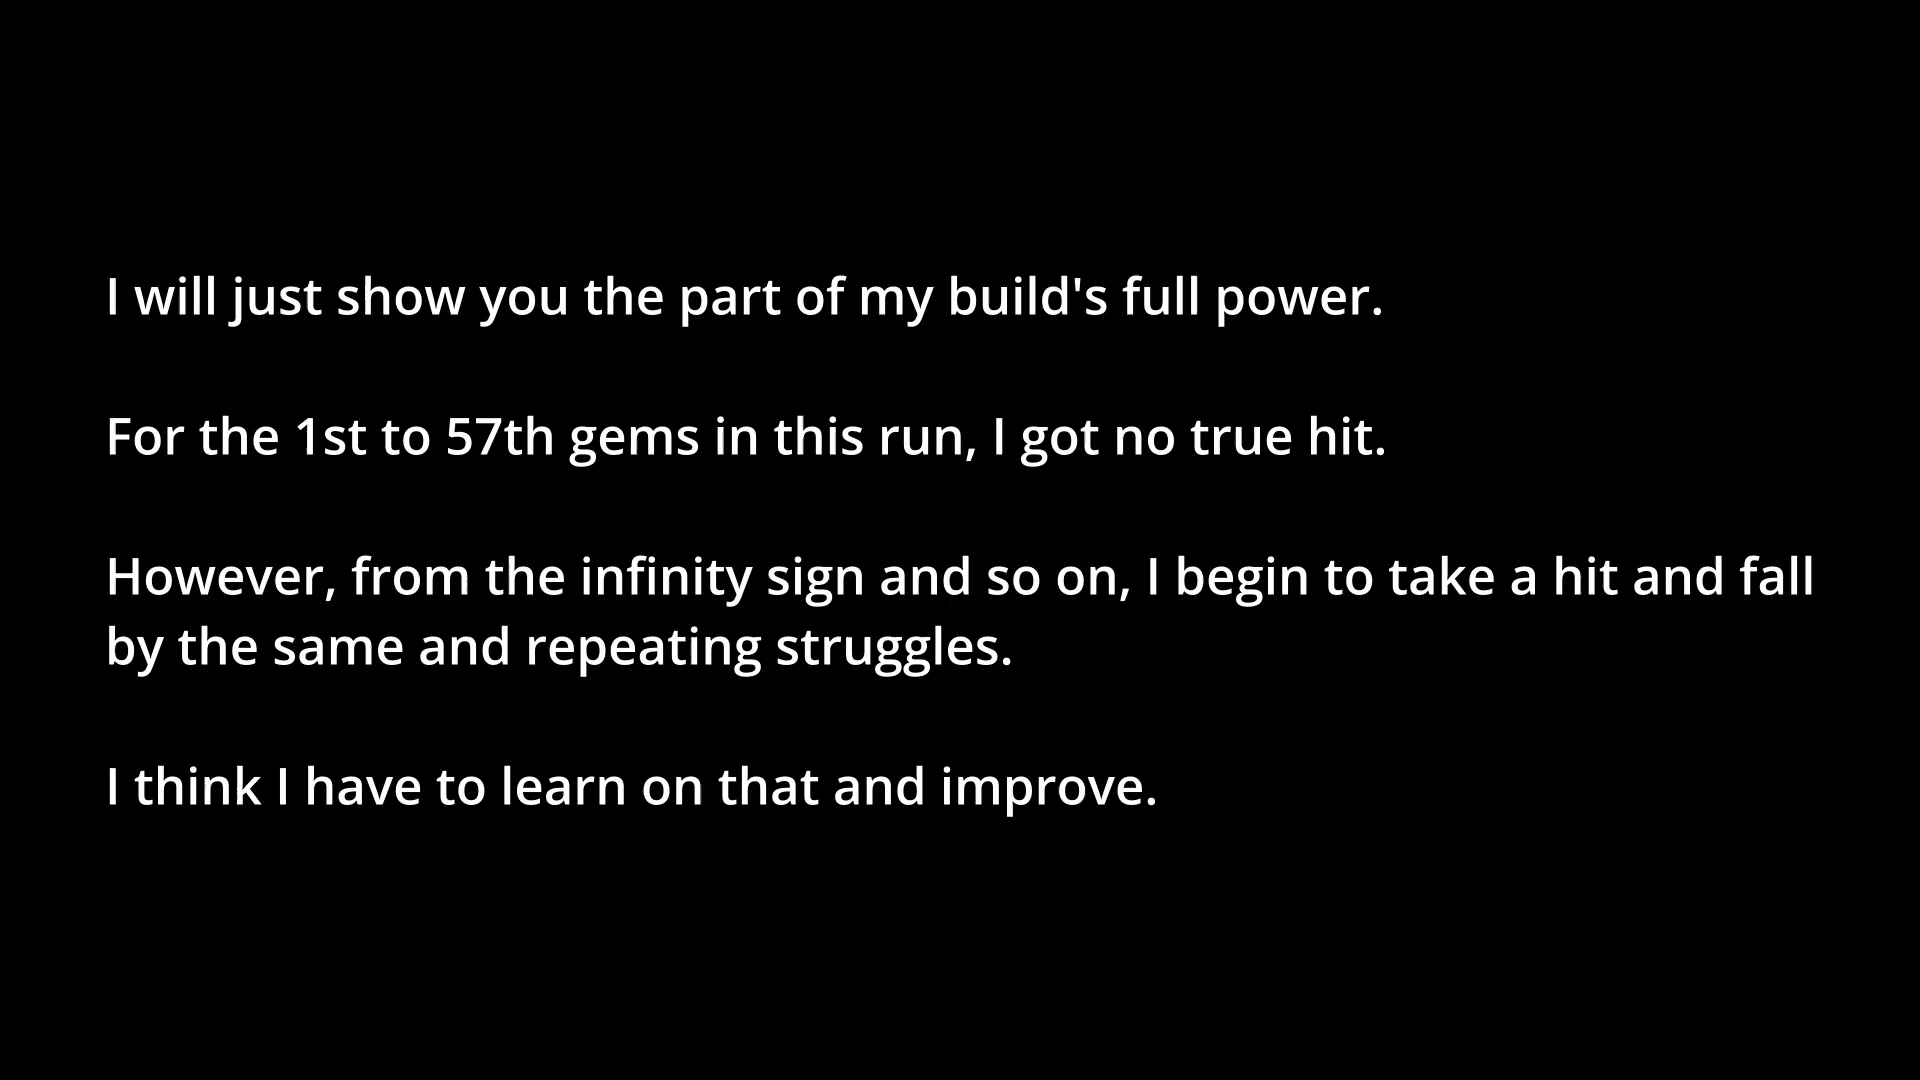 I will just show you the part of my build's full power.
For the 1st to 57th gems in this run, I got no true hit.
However, from the infinity sign and so on, I begin to take a hit and fall
by the same and repeating struggles.
I think I have to learn on that and improve.